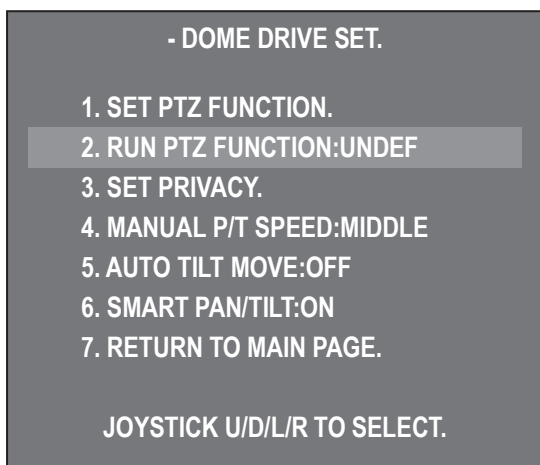 - DOME DRIVE SET.
1. SET PTZ FUNCTION.
2. RUN PTZ FUNCTION:UNDEF
3. SET PRIVACY.
4. MANUAL P/T SPEED:MIDDLE
5. AUTO TILT MOVE:OFF
6. SMART PAN/TILT:ON
7. RETURN TO MAIN PAGE.
JOYSTICK U/D/L/R TO SELECT.